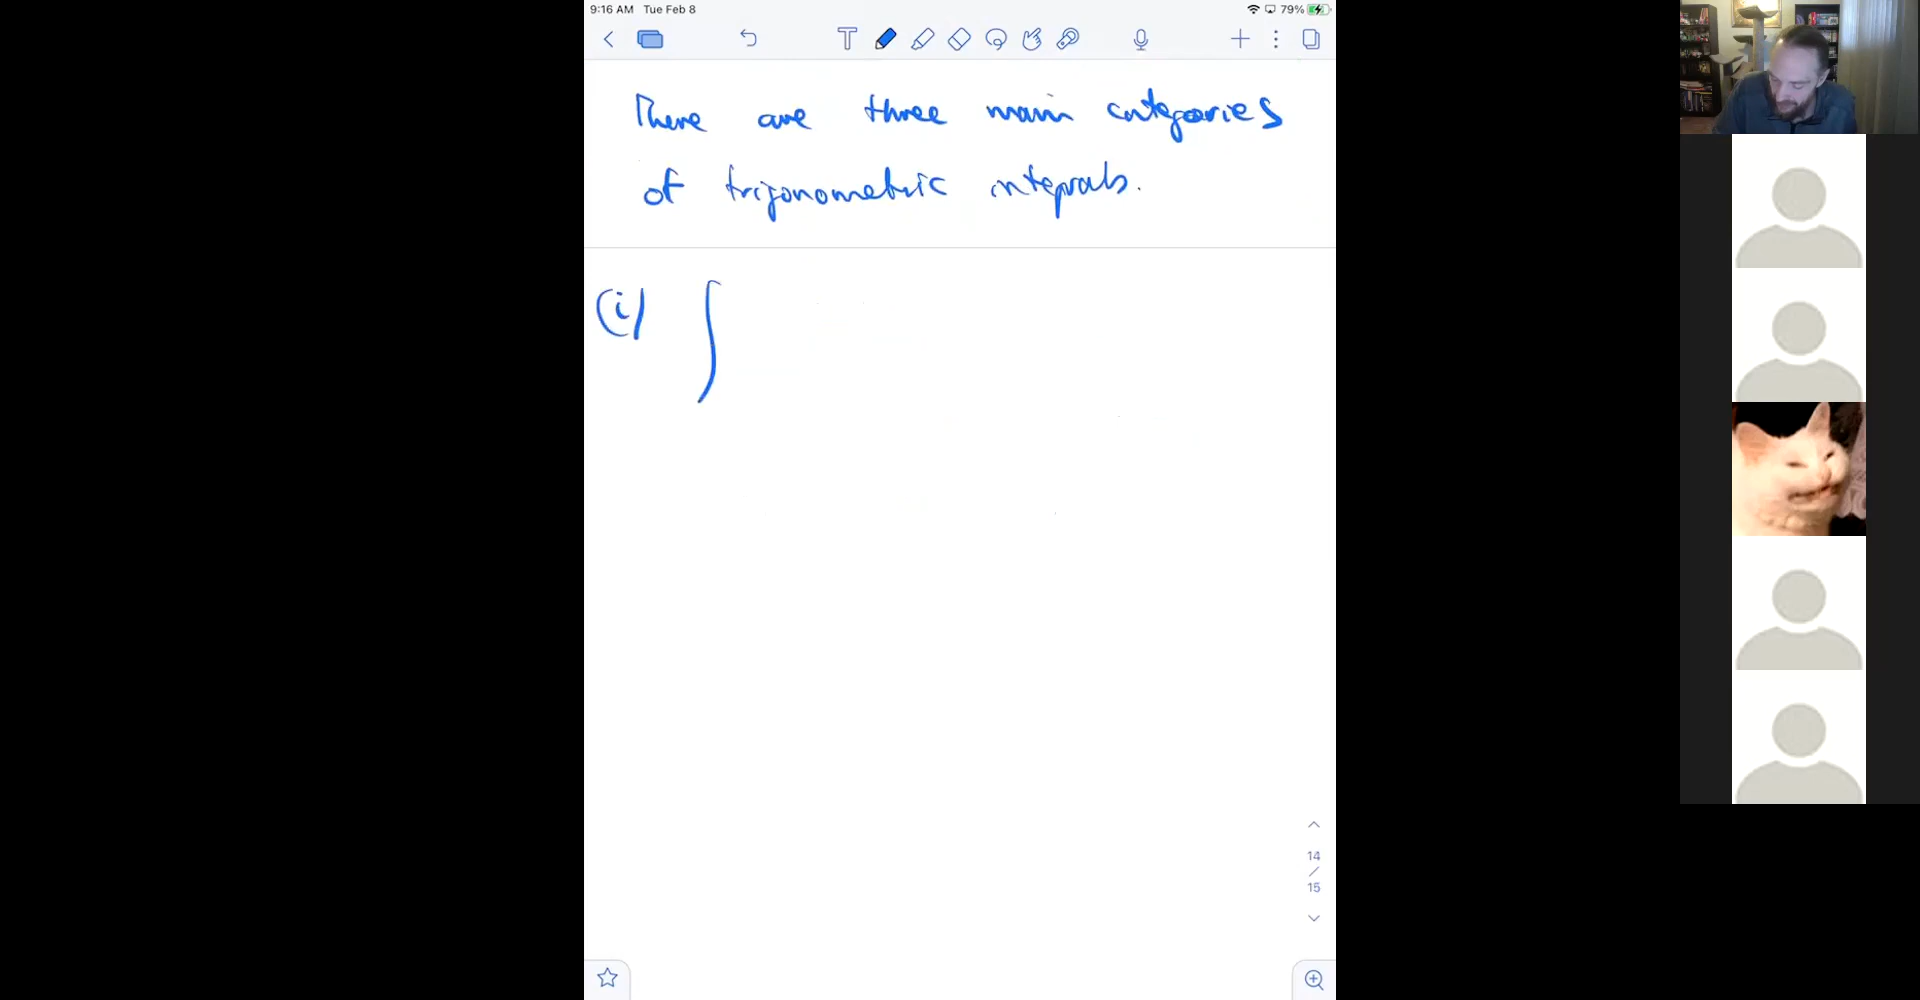 9:16 AM Tue Feb 8
79%
There are three main categories
of trigonometric integrals.
(i) ∫
14
/
15